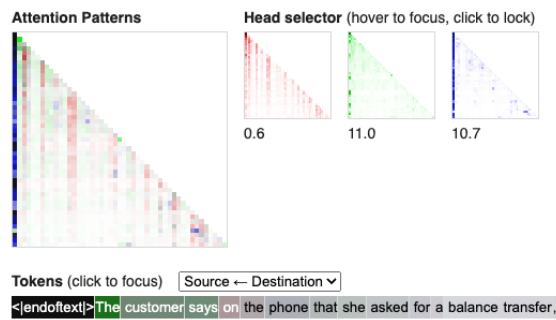 Attention Patterns
Head selector (hover to focus, click to lock)
0.6
11.0
10.7
Tokens (click to focus)
Source ← Destination
<|endoftext|>The customer says on the phone that she asked for a balance transfer,